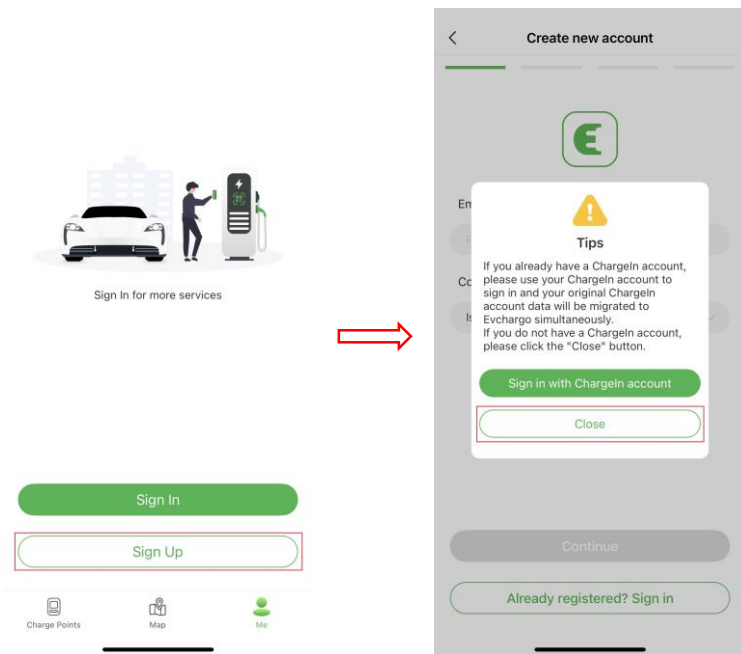 Sign In for more services
Sign In
Sign Up
Charge Points
Map
Me
Create new account
Em
Tips
If you already have a ChargeIn account,
please use your ChargeIn account to
sign in and your original ChargeIn
account data will be migrated to
Evchargo simultaneously.
If you do not have a ChargeIn account,
please click the "Close" button.
Co
Is
Sign in with ChargeIn account
Close
Continue
Already registered? Sign in